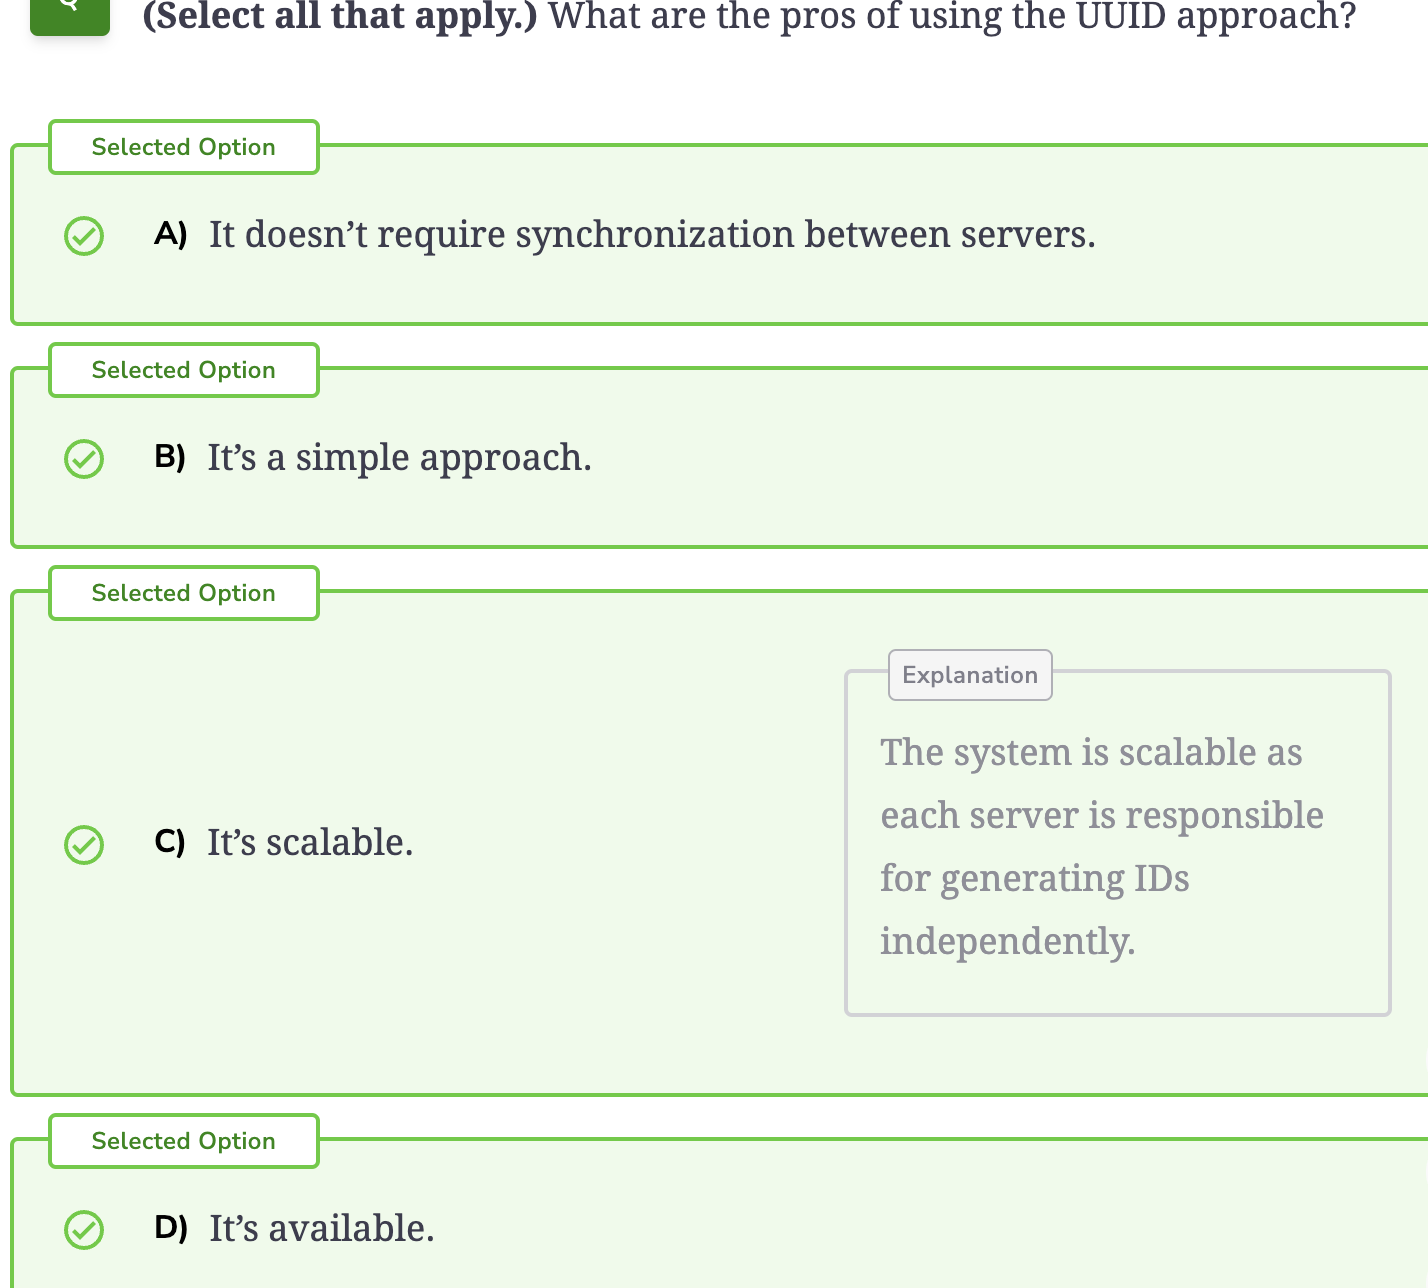 Q
(Select all that apply.) What are the pros of using the UUID approach?
Selected Option
A) It doesn’t require synchronization between servers.
Selected Option
B) It’s a simple approach.
Selected Option
C) It’s scalable.
Explanation
The system is scalable as
each server is responsible
for generating IDs
independently.
Selected Option
D) It’s available.